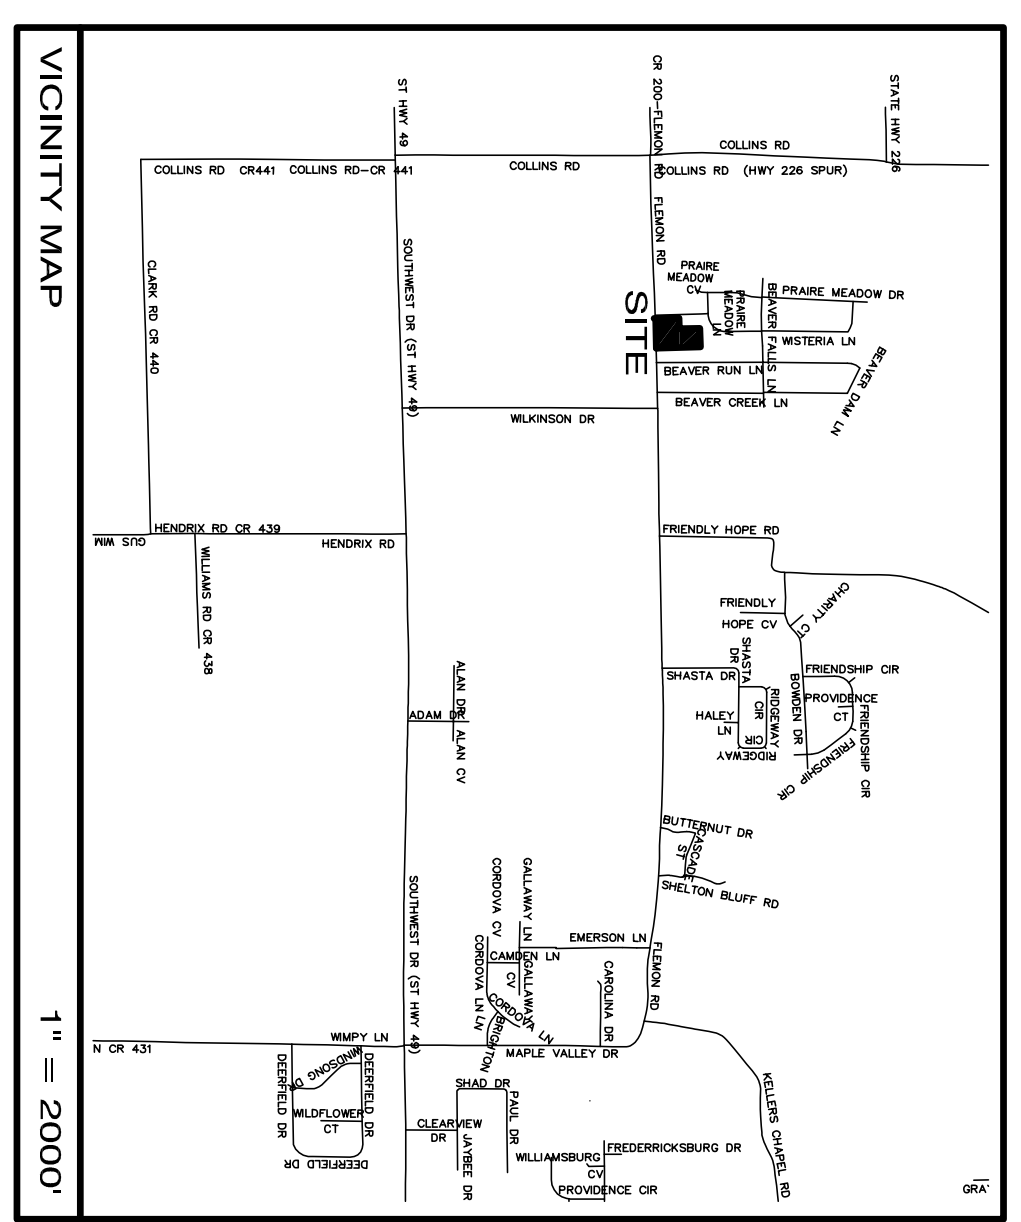 VICINITY MAP
1" = 2000'
ST HWY 49
CR 200-FLEMON RD
STATE HWY 226
COLLINS RD
COLLINS RD CR441
COLLINS RD-CR 441
COLLINS RD
COLLINS RD (HWY 226 SPUR)
FLEMON RD
CLARK RD CR 440
SOUTHWEST DR (ST HWY 49)
SITE
PRAIRE
MEADOW
CV
PRAIRE
MEADOW
LN
BEAVER FALLS LN
PRAIRE MEADOW DR
WISTERIA LN
BEAVER RUN LN
BEAVER DAM LN
BEAVER CREEK LN
WILKINSON DR
HENDRIX RD CR 439
HENDRIX RD
GUS WIM
WILLIAMS RD CR 438
FRIENDLY HOPE RD
FRIENDLY
HOPE CV
CHARITY CT
SHASTA
DR
SHASTA DR
RIDGEWAY
CIR
HALEY
LN
RIDGEWAY
CIR
BOWDEN DR
FRIENDSHIP CIR
PROVIDENCE
CT
FRIENDSHIP CIR
FRIENDSHIP CIR
ALAN DR
ADAM DR
ALAN CV
BUTTERNUT DR
CASCADE
ST
SHELTON BLUFF RD
CORDOVA CV
GALLAWAY LN
SOUTHWEST DR (ST HWY 49)
EMERSON LN
CAMDEN LN
CORDOVA LN LN
GALLAWAY
CV
CORDOVA LN
BRIGHTON
CAROLINA DR
FLEMON RD
N CR 431
WIMPY LN
MAPLE VALLEY DR
DEERFIELD DR
WINDSONG DR
DEERFIELD DR
WILDFLOWER
CT
DEERFIELD DR
SHAD DR
PAUL DR
CLEARVIEW
DR
JAYBEE DR
KELLERS CHAPEL RD
FREDERRICKSBURG DR
WILLIAMSBURG
CV
PROVIDENCE CIR
GRA